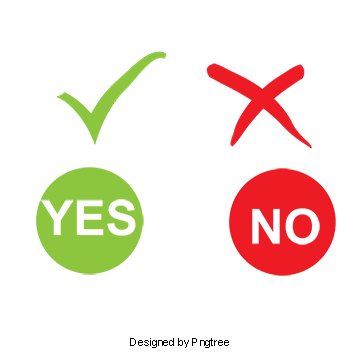 YES
NO
Designed by Pngtree